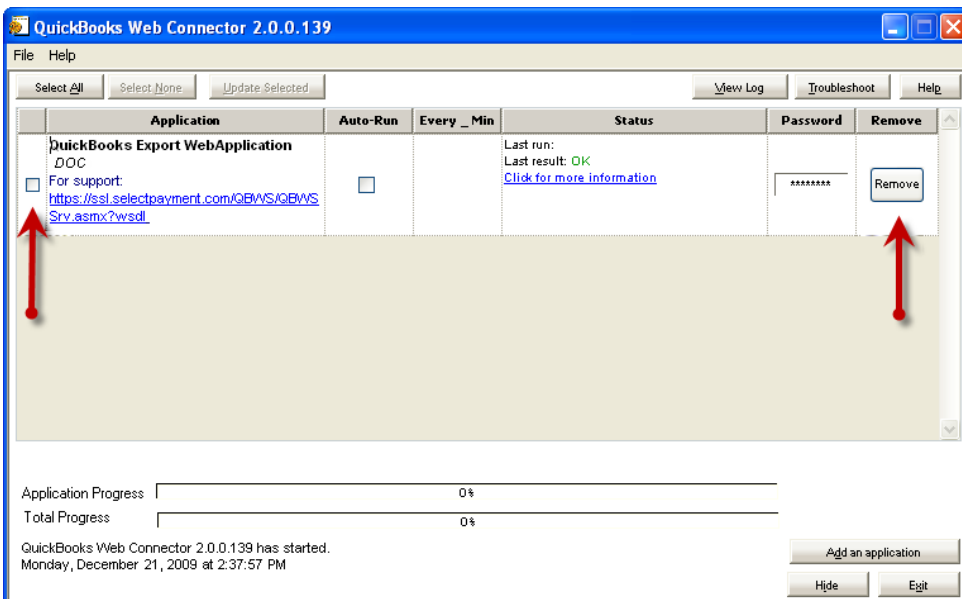 QuickBooks Web Connector 2.0.0.139
File Help
Select All Select None Update Selected View Log Troubleshoot Help
Application Auto-Run Every _ Min Status Password Remove
QuickBooks Export WebApplication
DOC
For support:
https://ssl.selectpayment.com/QBWS/QBWS
Srv.asmx?wsdl
Last run:
Last result: OK
Click for more information
********
Remove
Application Progress 0%
Total Progress 0%
QuickBooks Web Connector 2.0.0.139 has started.
Monday, December 21, 2009 at 2:37:57 PM
Add an application
Hide Exit